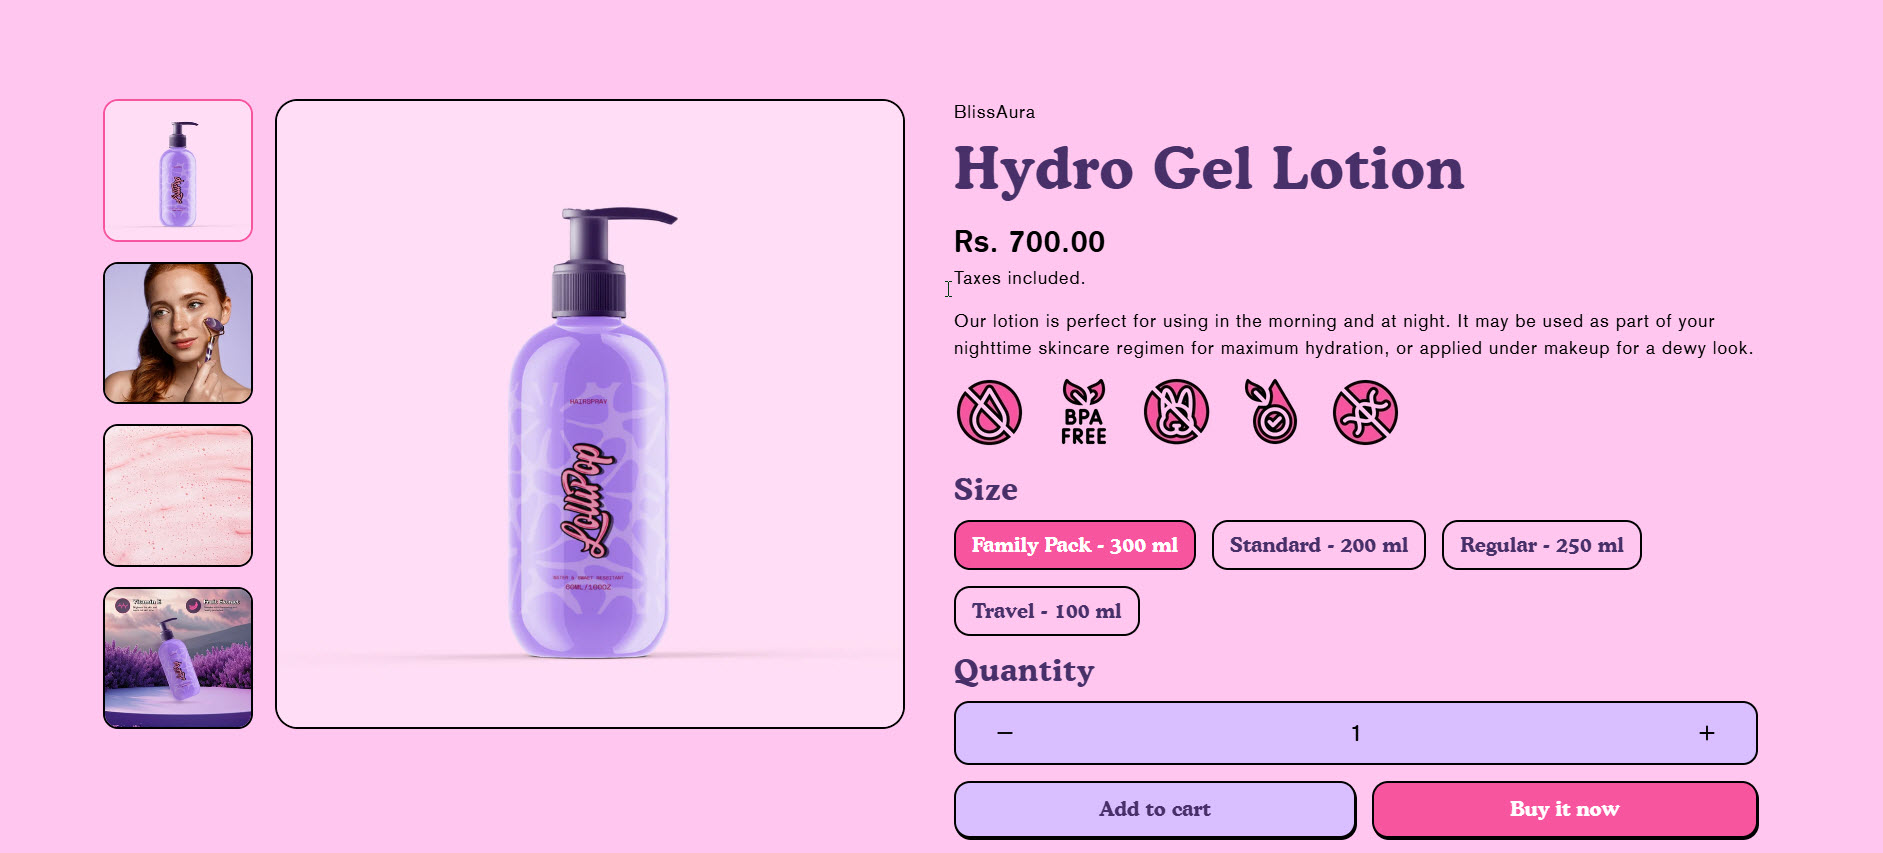 BlissAura
Hydro Gel Lotion
Rs. 700.00
Taxes included.
Our lotion is perfect for using in the morning and at night. It may be used as part of your
nighttime skincare regimen for maximum hydration, or applied under makeup for a dewy look.
BPA
FREE
Size
Family Pack - 300 ml
Standard - 200 ml
Regular - 250 ml
Travel - 100 ml
Quantity
1
Add to cart
Buy it now
HAIRSPRAY
LolliPop